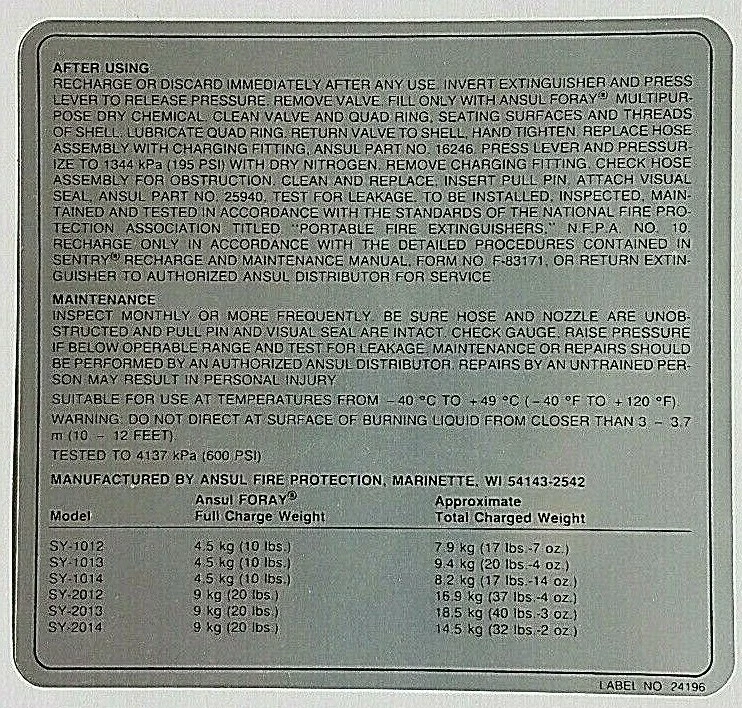 AFTER USING
RECHARGE OR DISCARD IMMEDIATELY AFTER ANY USE. INVERT EXTINGUISHER AND PRESS
LEVER TO RELEASE PRESSURE. REMOVE VALVE. FILL ONLY WITH ANSUL FORAY® MULTIPUR-
POSE DRY CHEMICAL. CLEAN VALVE AND QUAD RING, SEATING SURFACES AND THREADS
OF SHELL. LUBRICATE QUAD RING. RETURN VALVE TO SHELL, HAND TIGHTEN. REPLACE HOSE
ASSEMBLY WITH CHARGING FITTING, ANSUL PART NO. 16246. PRESS LEVER AND PRESSUR-
IZE TO 1344 kPa (195 PSI) WITH DRY NITROGEN. REMOVE CHARGING FITTING. CHECK HOSE
ASSEMBLY FOR OBSTRUCTION. CLEAN AND REPLACE. INSERT PULL PIN. ATTACH VISUAL
SEAL, ANSUL PART NO. 25940. TEST FOR LEAKAGE. TO BE INSTALLED, INSPECTED, MAIN-
TAINED AND TESTED IN ACCORDANCE WITH THE STANDARDS OF THE NATIONAL FIRE PRO-
TECTION ASSOCIATION TITLED, "PORTABLE FIRE EXTINGUISHERS," N.F.P.A. NO. 10.
RECHARGE ONLY IN ACCORDANCE WITH THE DETAILED PROCEDURES CONTAINED IN
SENTRY® RECHARGE AND MAINTENANCE MANUAL, FORM NO. F-83171, OR RETURN EXTIN-
GUISHER TO AUTHORIZED ANSUL DISTRIBUTOR FOR SERVICE.
MAINTENANCE
INSPECT MONTHLY OR MORE FREQUENTLY. BE SURE HOSE AND NOZZLE ARE UNOB-
STRUCTED AND PULL PIN AND VISUAL SEAL ARE INTACT. CHECK GAUGE. RAISE PRESSURE
IF BELOW OPERABLE RANGE AND TEST FOR LEAKAGE. MAINTENANCE OR REPAIRS SHOULD
BE PERFORMED BY AN AUTHORIZED ANSUL DISTRIBUTOR. REPAIRS BY AN UNTRAINED PER-
SON MAY RESULT IN PERSONAL INJURY.
SUITABLE FOR USE AT TEMPERATURES FROM −40 °C TO +49 °C (−40 °F TO +120 °F).
WARNING: DO NOT DIRECT AT SURFACE OF BURNING LIQUID FROM CLOSER THAN 3 – 3.7
m (10 – 12 FEET).
TESTED TO 4137 kPa (600 PSI)
MANUFACTURED BY ANSUL FIRE PROTECTION, MARINETTE, WI 54143-2542
Ansul FORAY® Approximate
Model Full Charge Weight Total Charged Weight
SY-1012 4.5 kg (10 lbs.) 7.9 kg (17 lbs.-7 oz.)
SY-1013 4.5 kg (10 lbs.) 9.4 kg (20 lbs.-4 oz.)
SY-1014 4.5 kg (10 lbs.) 8.2 kg (17 lbs.-14 oz.)
SY-2012 9 kg (20 lbs.) 16.9 kg (37 lbs.-4 oz.)
SY-2013 9 kg (20 lbs.) 18.5 kg (40 lbs.-3 oz.)
SY-2014 9 kg (20 lbs.) 14.5 kg (32 lbs.-2 oz.)
LABEL NO. 24196